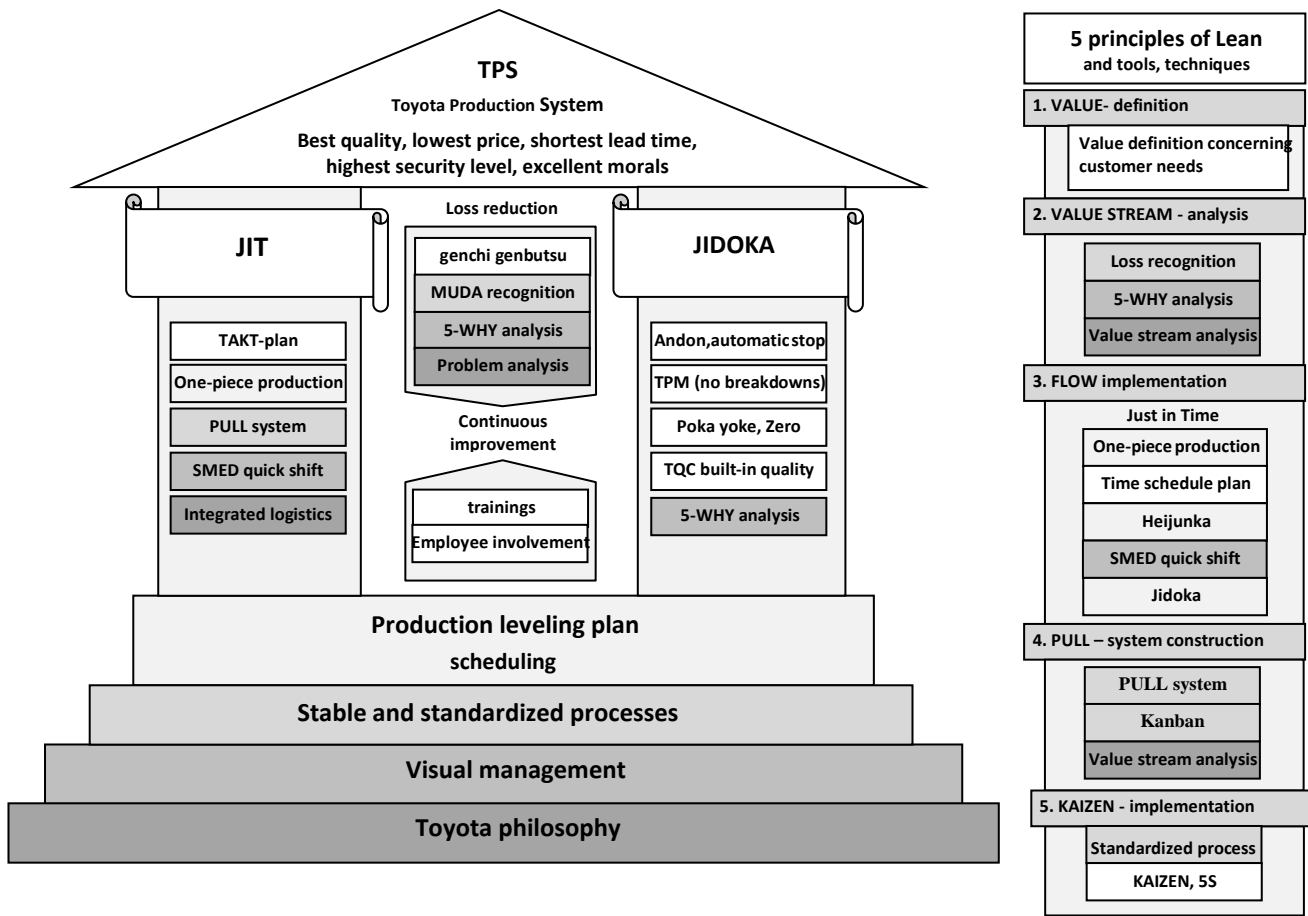 TPS
Toyota Production System
Best quality, lowest price, shortest lead time,
highest security level, excellent morals
JIT
TAKT-plan
One-piece production
PULL system
SMED quick shift
Integrated logistics
Loss reduction
genchi genbutsu
MUDA recognition
5-WHY analysis
Problem analysis
Continuous
improvement
trainings
Employee involvement
JIDOKA
Andon,automatic stop
TPM (no breakdowns)
Poka yoke, Zero
TQC built-in quality
5-WHY analysis
Production leveling plan
scheduling
Stable and standardized processes
Visual management
Toyota philosophy
5 principles of Lean
and tools, techniques
1. VALUE- definition
Value definition concerning
customer needs
2. VALUE STREAM - analysis
Loss recognition
5-WHY analysis
Value stream analysis
3. FLOW implementation
Just in Time
One-piece production
Time schedule plan
Heijunka
SMED quick shift
Jidoka
4. PULL – system construction
PULL system
Kanban
Value stream analysis
5. KAIZEN - implementation
Standardized process
KAIZEN, 5S